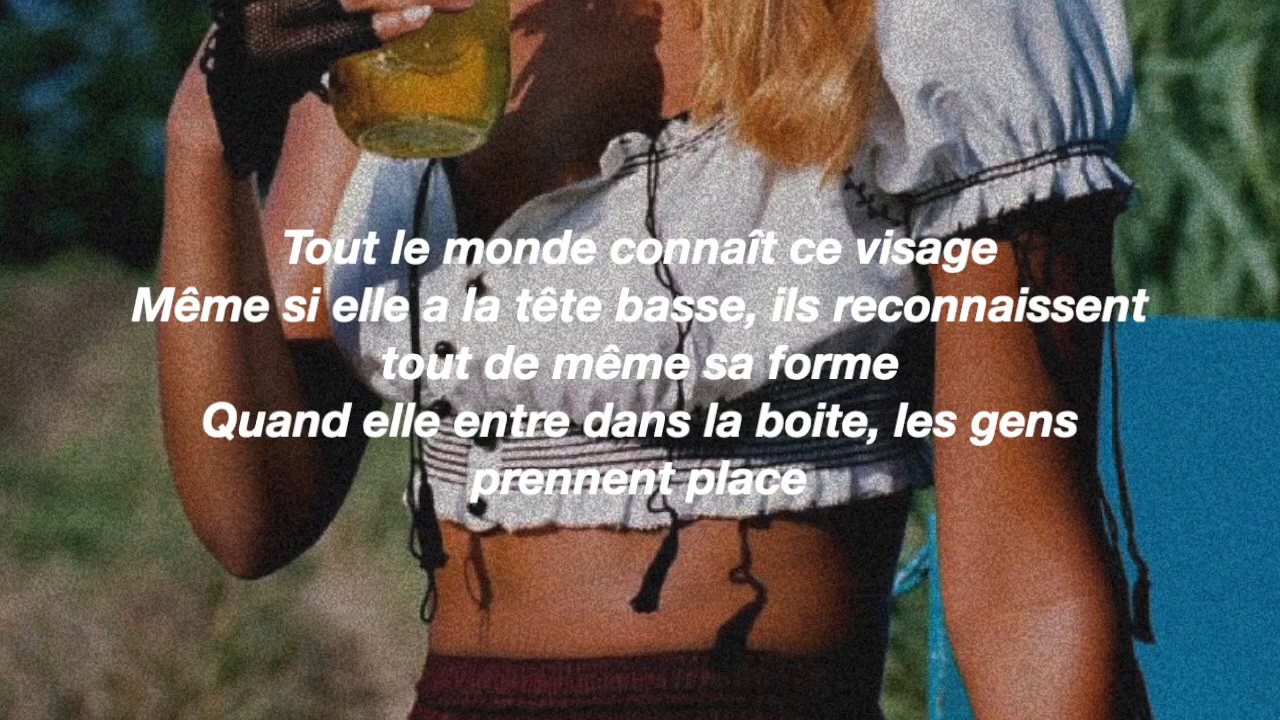 Tout le monde connaît ce visage
Même si elle a la tête basse, ils reconnaissent
tout de même sa forme
Quand elle entre dans la boite, les gens
prennent place